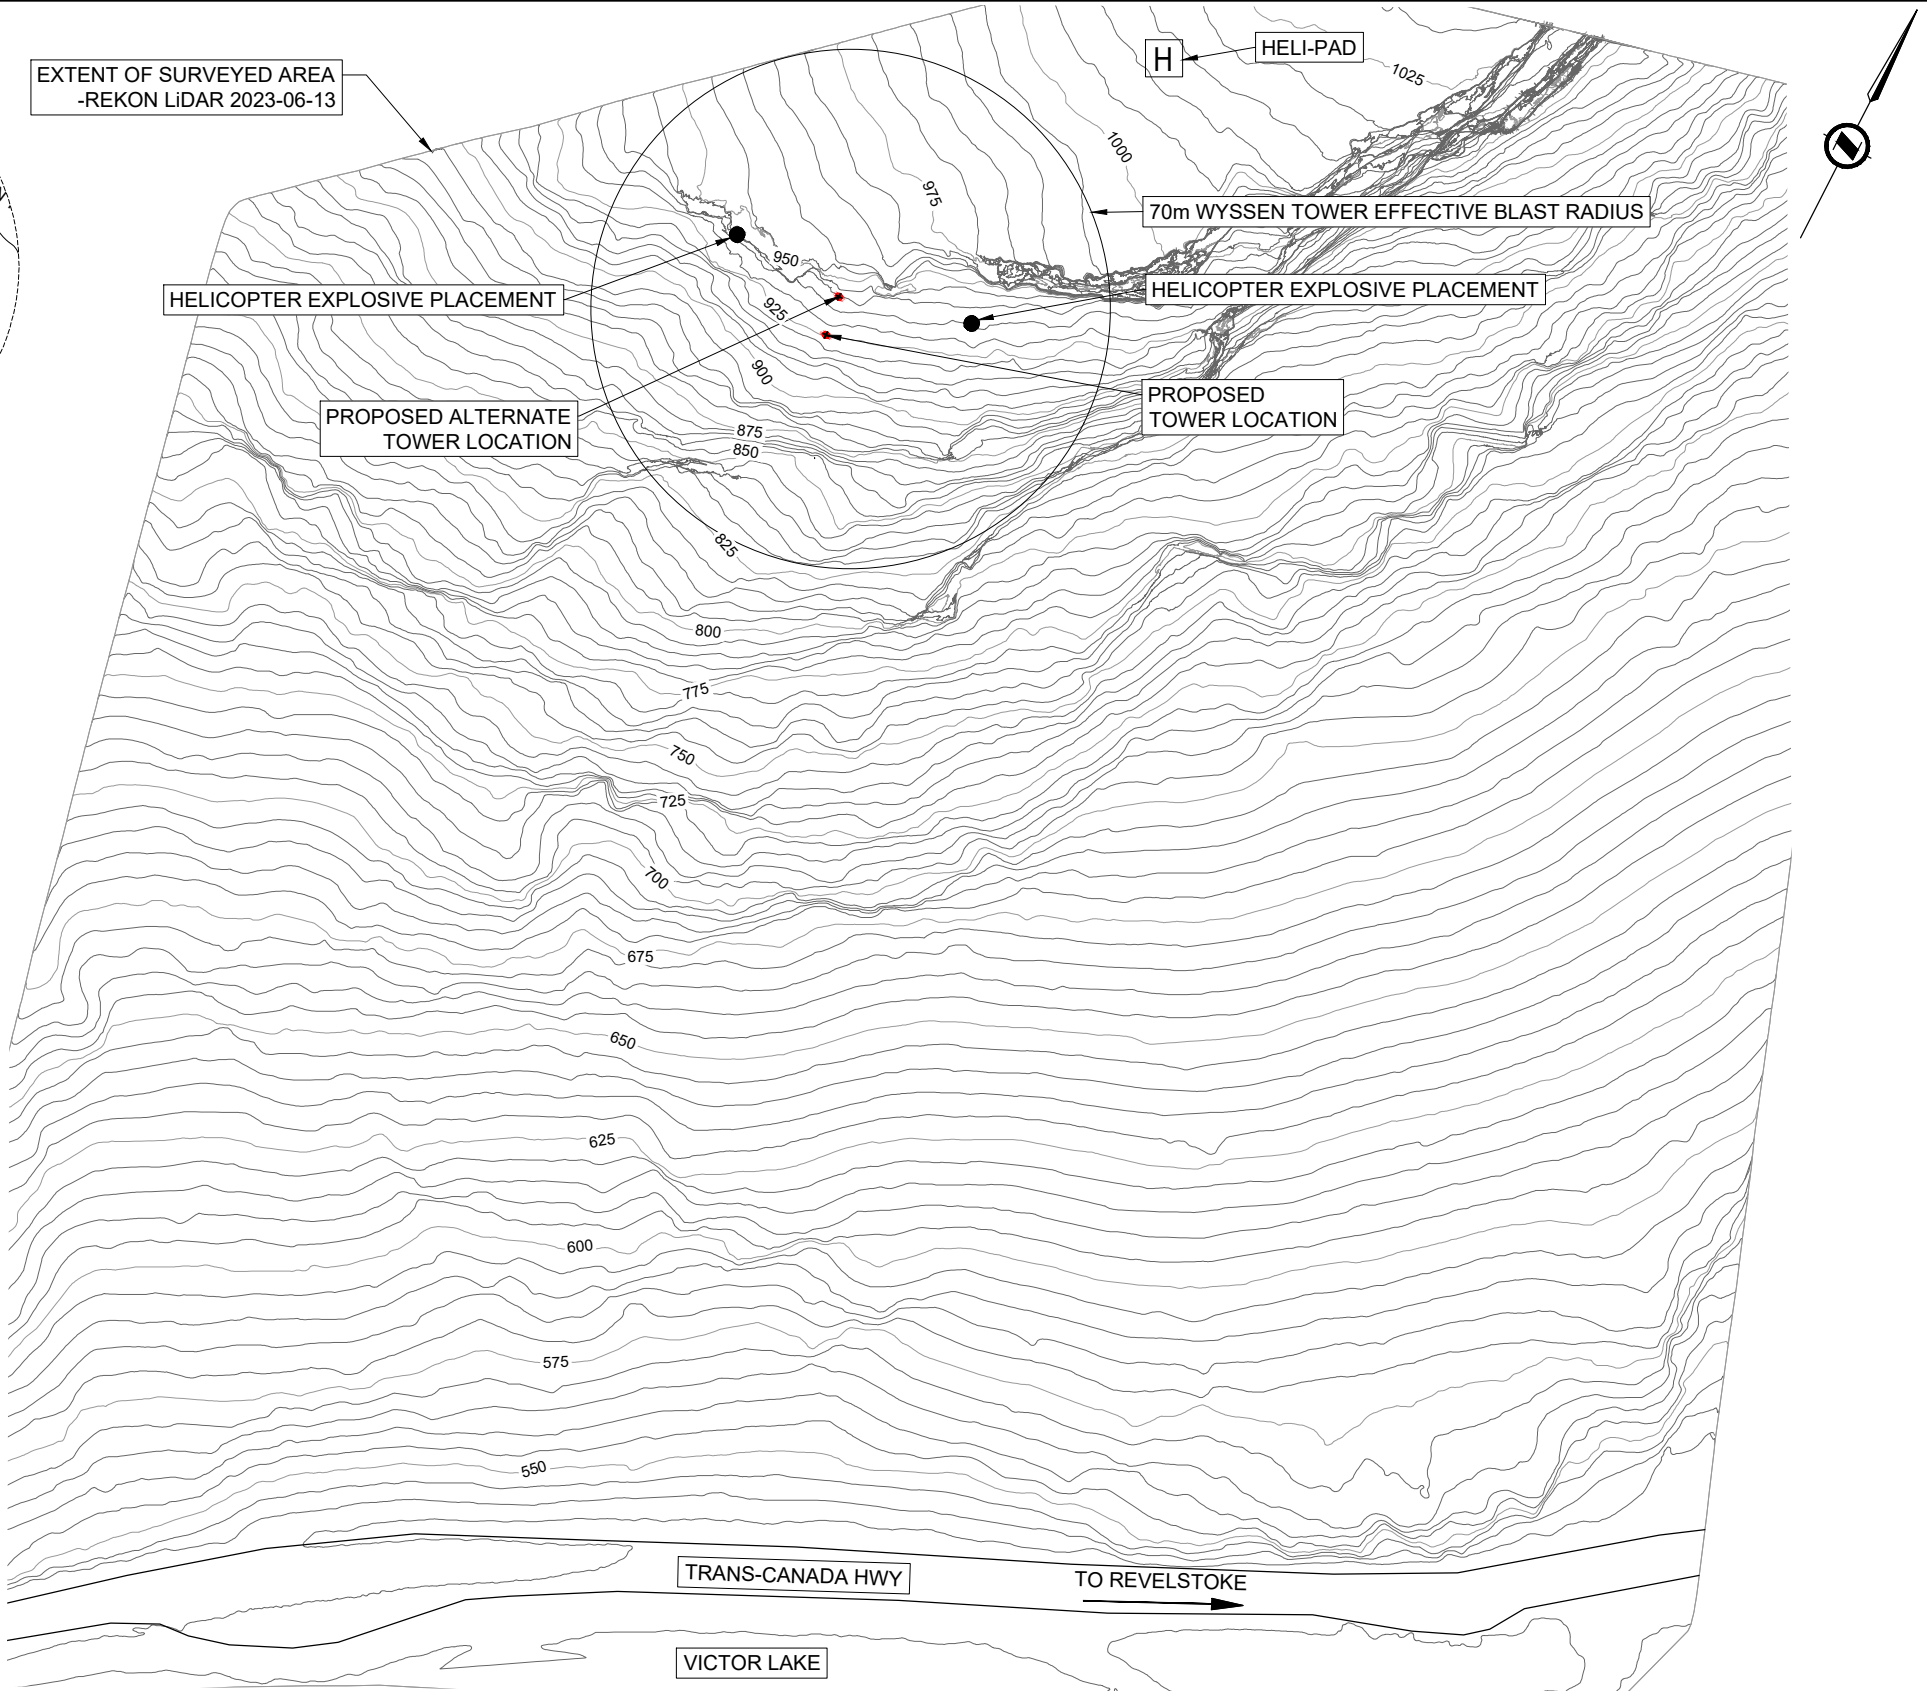 EXTENT OF SURVEYED AREA
-REKON LiDAR 2023-06-13
H
HELI-PAD
1025
1000
975
70m WYSSEN TOWER EFFECTIVE BLAST RADIUS
950
HELICOPTER EXPLOSIVE PLACEMENT
HELICOPTER EXPLOSIVE PLACEMENT
925
900
PROPOSED ALTERNATE
TOWER LOCATION
PROPOSED
TOWER LOCATION
875
850
825
800
775
750
725
700
675
650
625
600
575
550
TRANS-CANADA HWY
TO REVELSTOKE
VICTOR LAKE